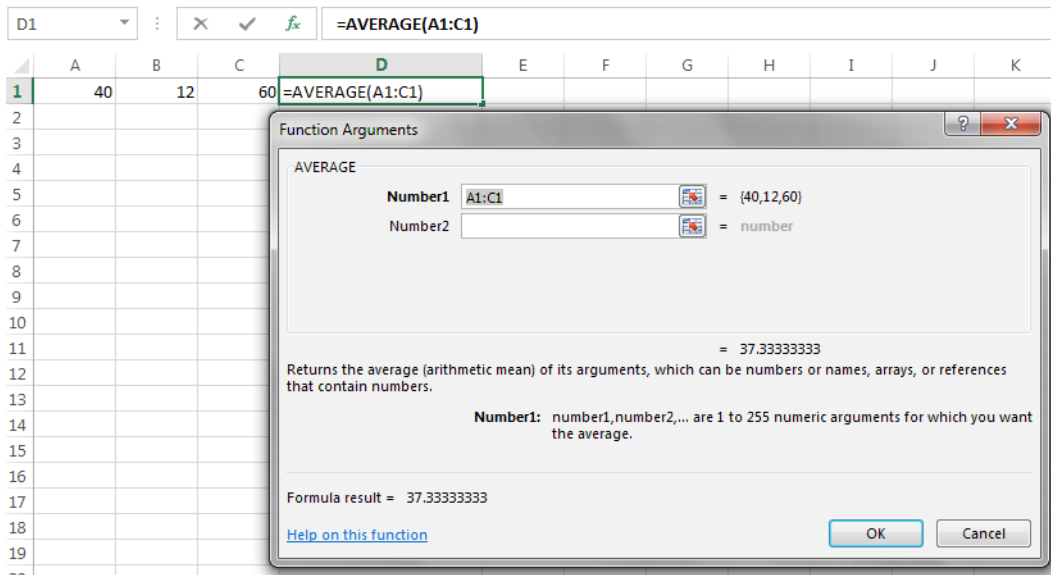 D1 fx =AVERAGE(A1:C1)
A B C D E F G H I J K
1 40 12 60 =AVERAGE(A1:C1)
2
Function Arguments ? X
3
AVERAGE
4
Number1 A1:C1 = {40,12,60}
5
Number2 = number
6
7
8
9
10
11
= 37.33333333
Returns the average (arithmetic mean) of its arguments, which can be numbers or names, arrays, or references
12
that contain numbers.
13
Number1: number1,number2,... are 1 to 255 numeric arguments for which you want
14
the average.
15
16
Formula result = 37.33333333
17
18
Help on this function OK Cancel
19